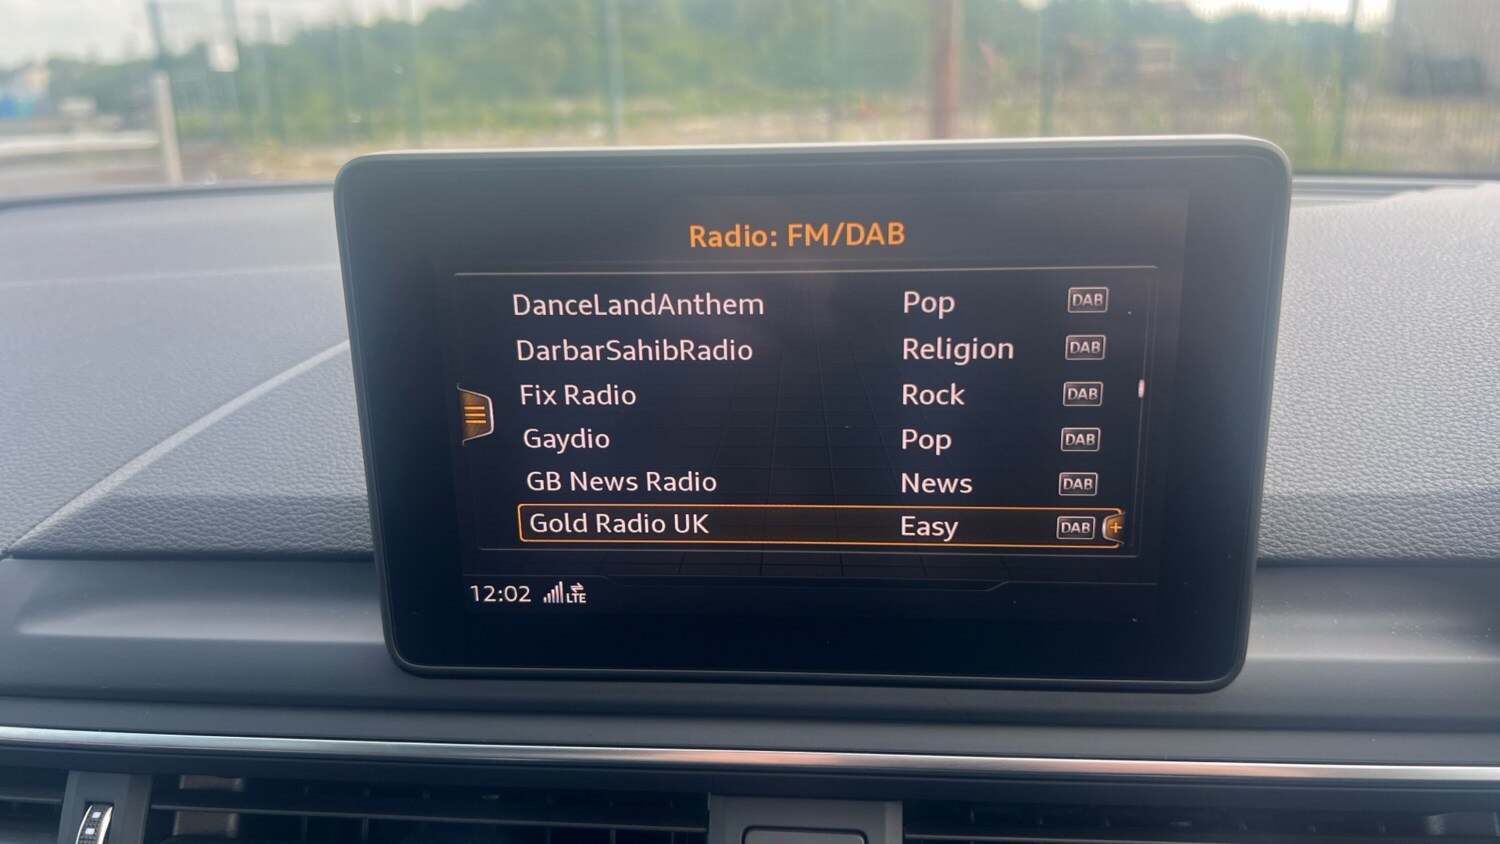 Radio: FM/DAB
DanceLandAnthem Pop DAB
DarbarSahibRadio Religion DAB
Fix Radio Rock DAB
Gaydio Pop DAB
GB News Radio News DAB
Gold Radio UK Easy DAB +
12:02 LTE